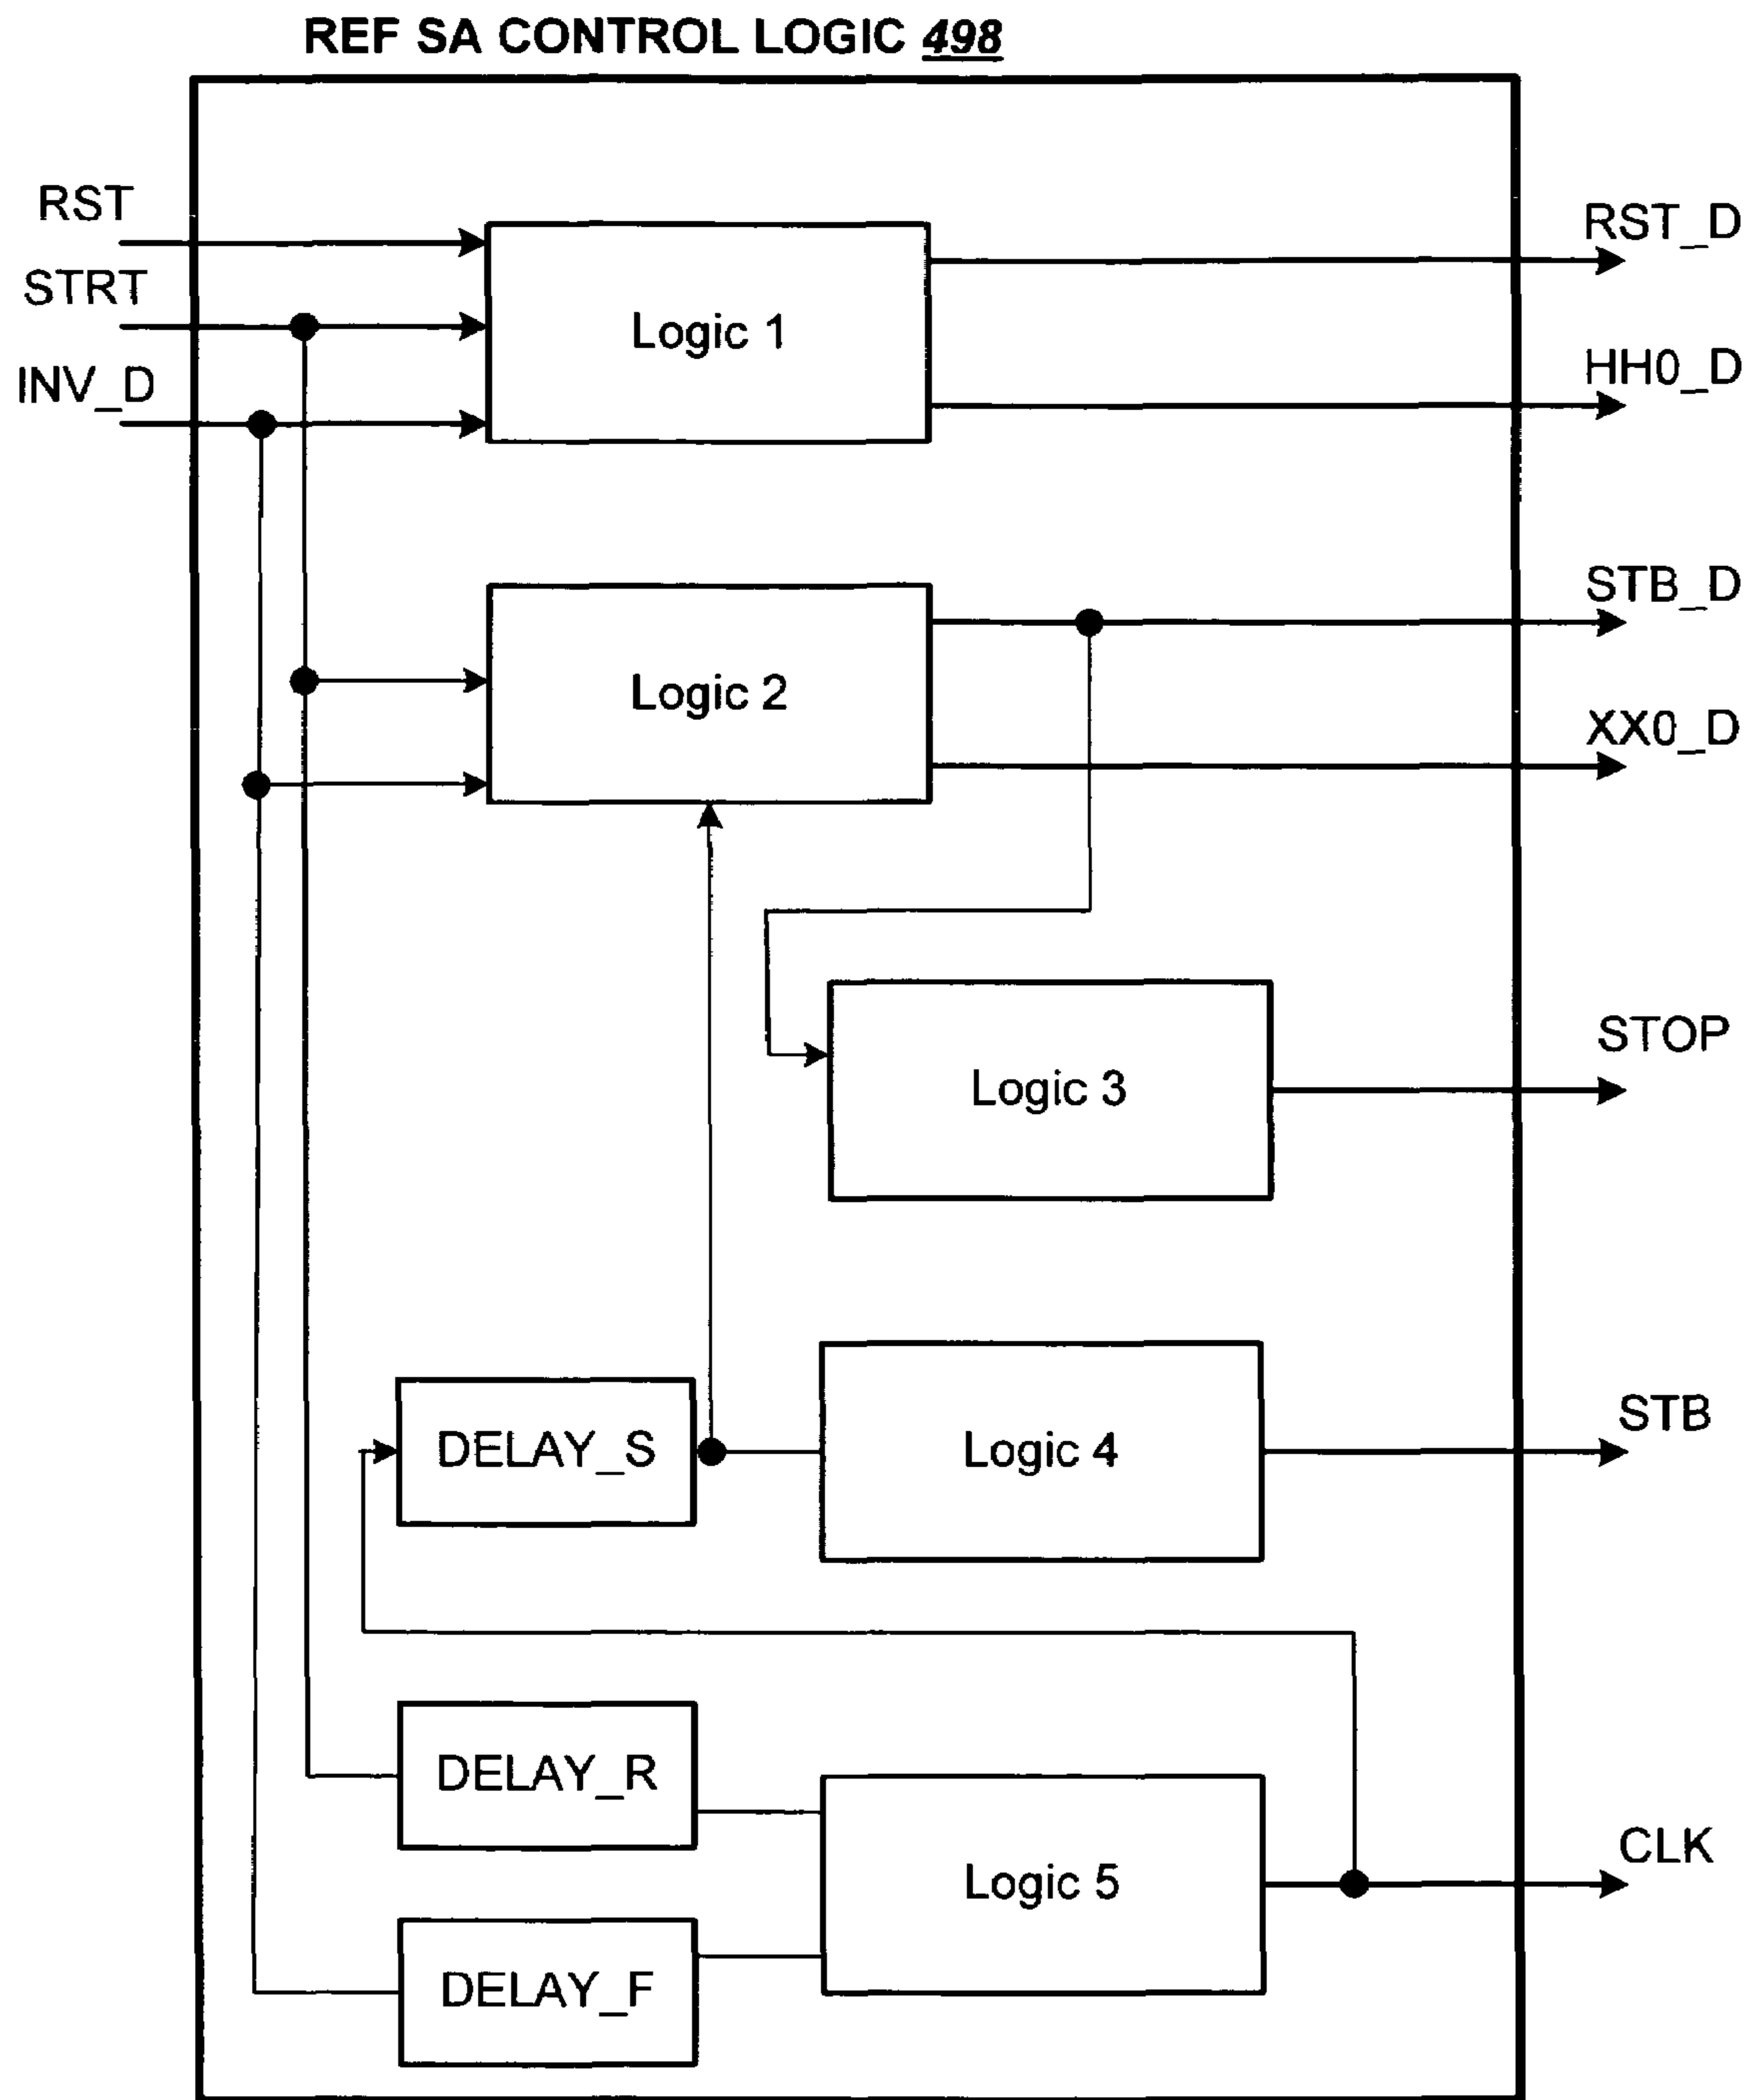 REF SA CONTROL LOGIC 498
RST
STRT
INV_D
Logic 1
RST_D
HH0_D
Logic 2
STB_D
XX0_D
Logic 3
STOP
DELAY_S
Logic 4
STB
DELAY_R
DELAY_F
Logic 5
CLK